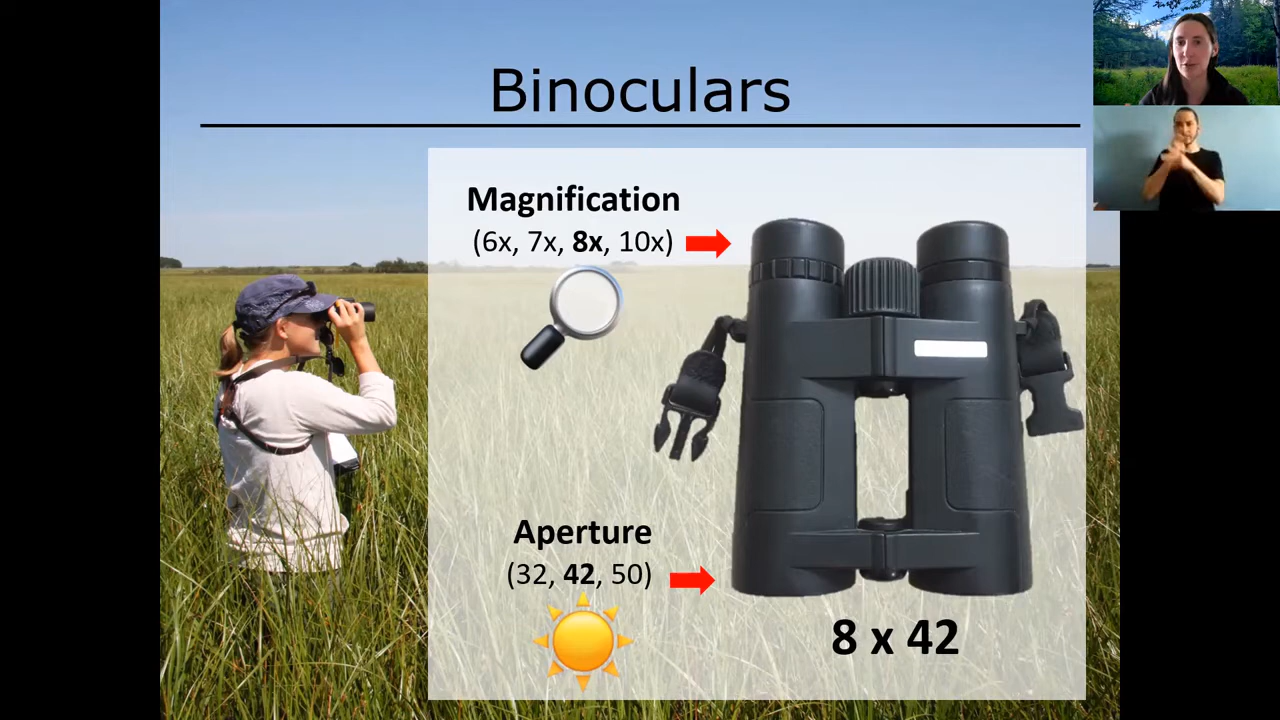 Binoculars
Magnification
(6x, 7x, 8x, 10x)
Aperture
(32, 42, 50)
8 x 42